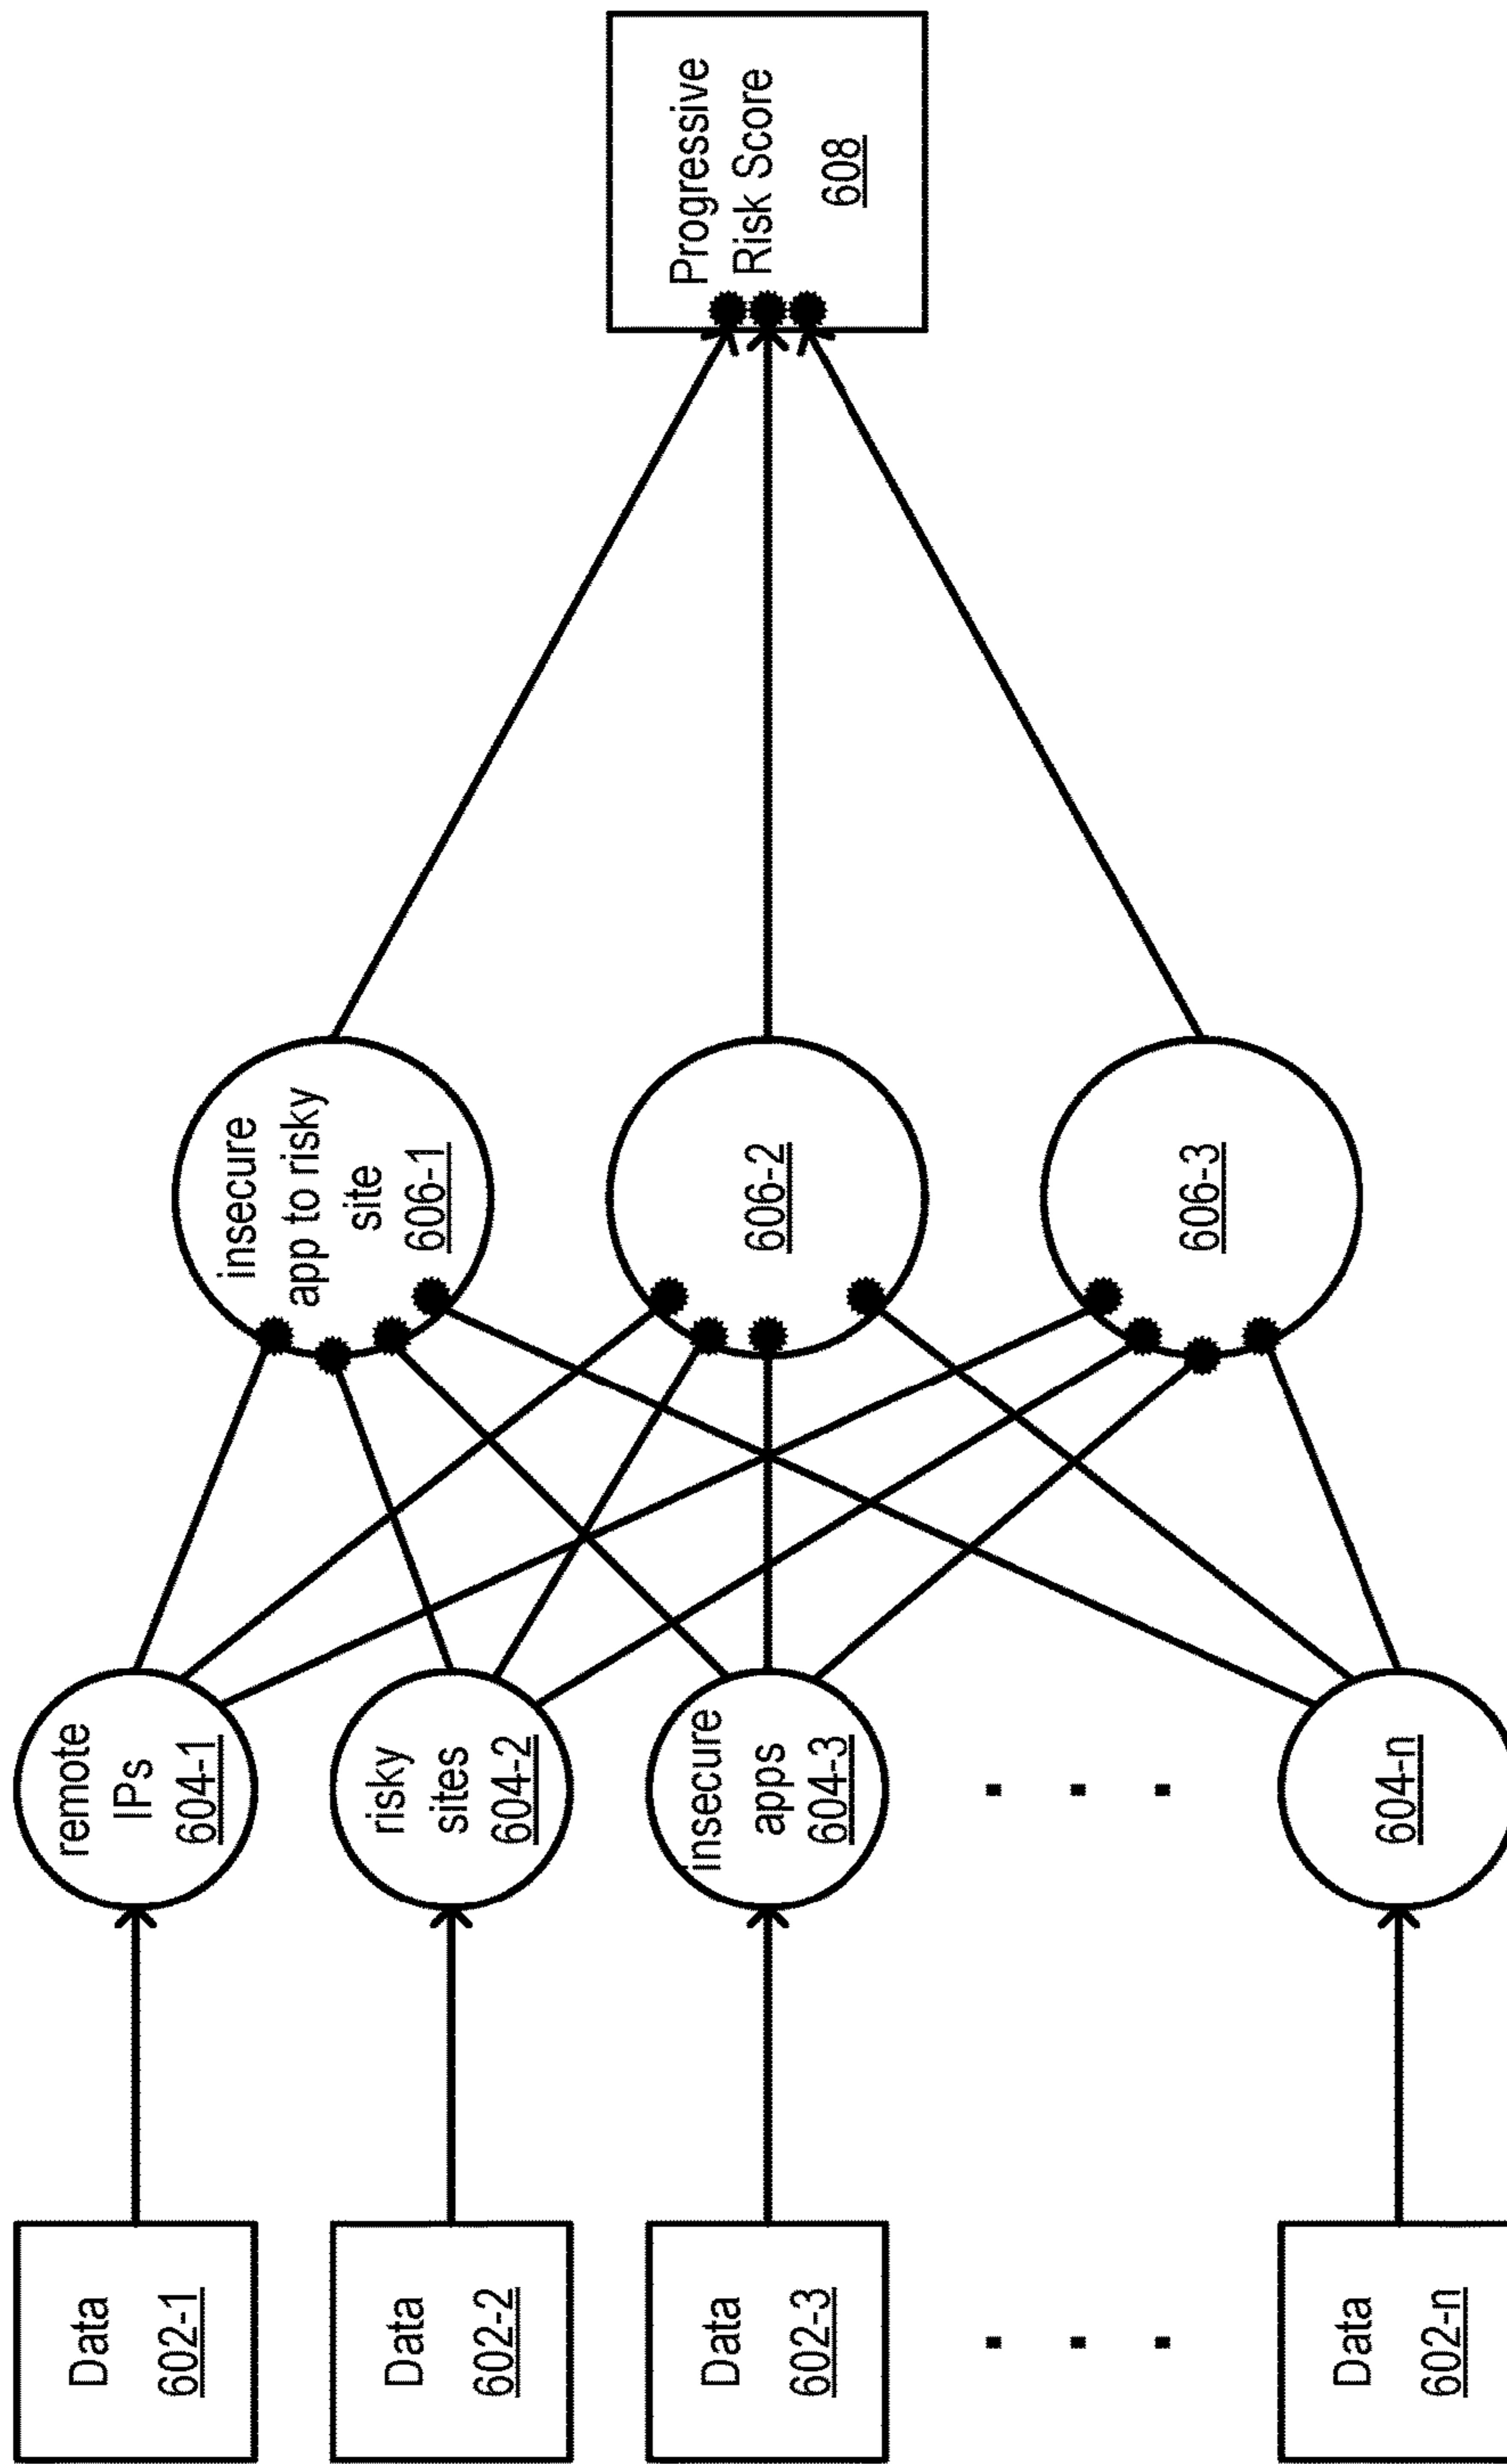 Data
602-1
Data
602-2
Data
602-3
Data
602-n
remote
IPs
604-1
risky
sites
604-2
insecure
apps
604-3
604-n
insecure
app to risky
site
606-1
606-2
606-3
Progressive
Risk Score
608